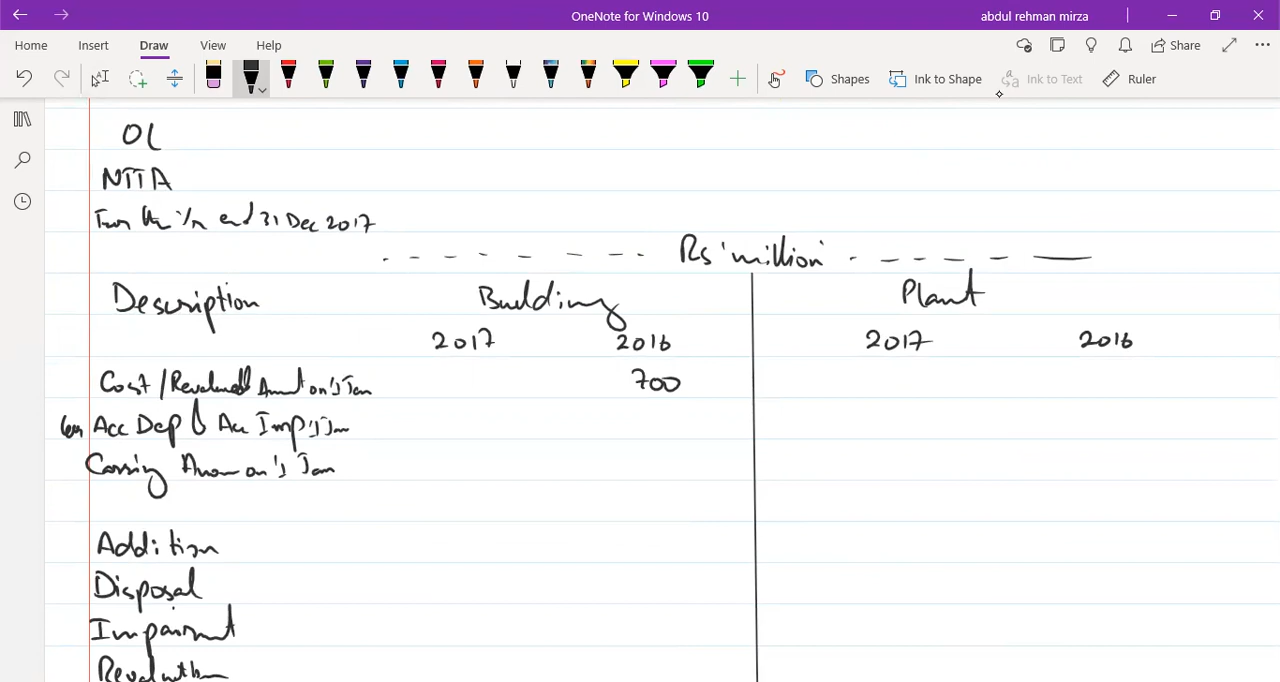 OneNote for Windows 10 abdul rehman mirza
Home Insert Draw View Help Share
Shapes Ink to Shape Ink to Text Ruler
OL
NTTA
For the Y/R end 31 Dec 2017
Rs 'million'
Description Building Plant
2017 2016 2017 2016
Cost / Revalued Amount on 1 Jan 700
Acc Dep & Acc Imp 1 Jan
Carrying Amount on 1 Jan
Addition
Disposal
Impairment
Revaluation